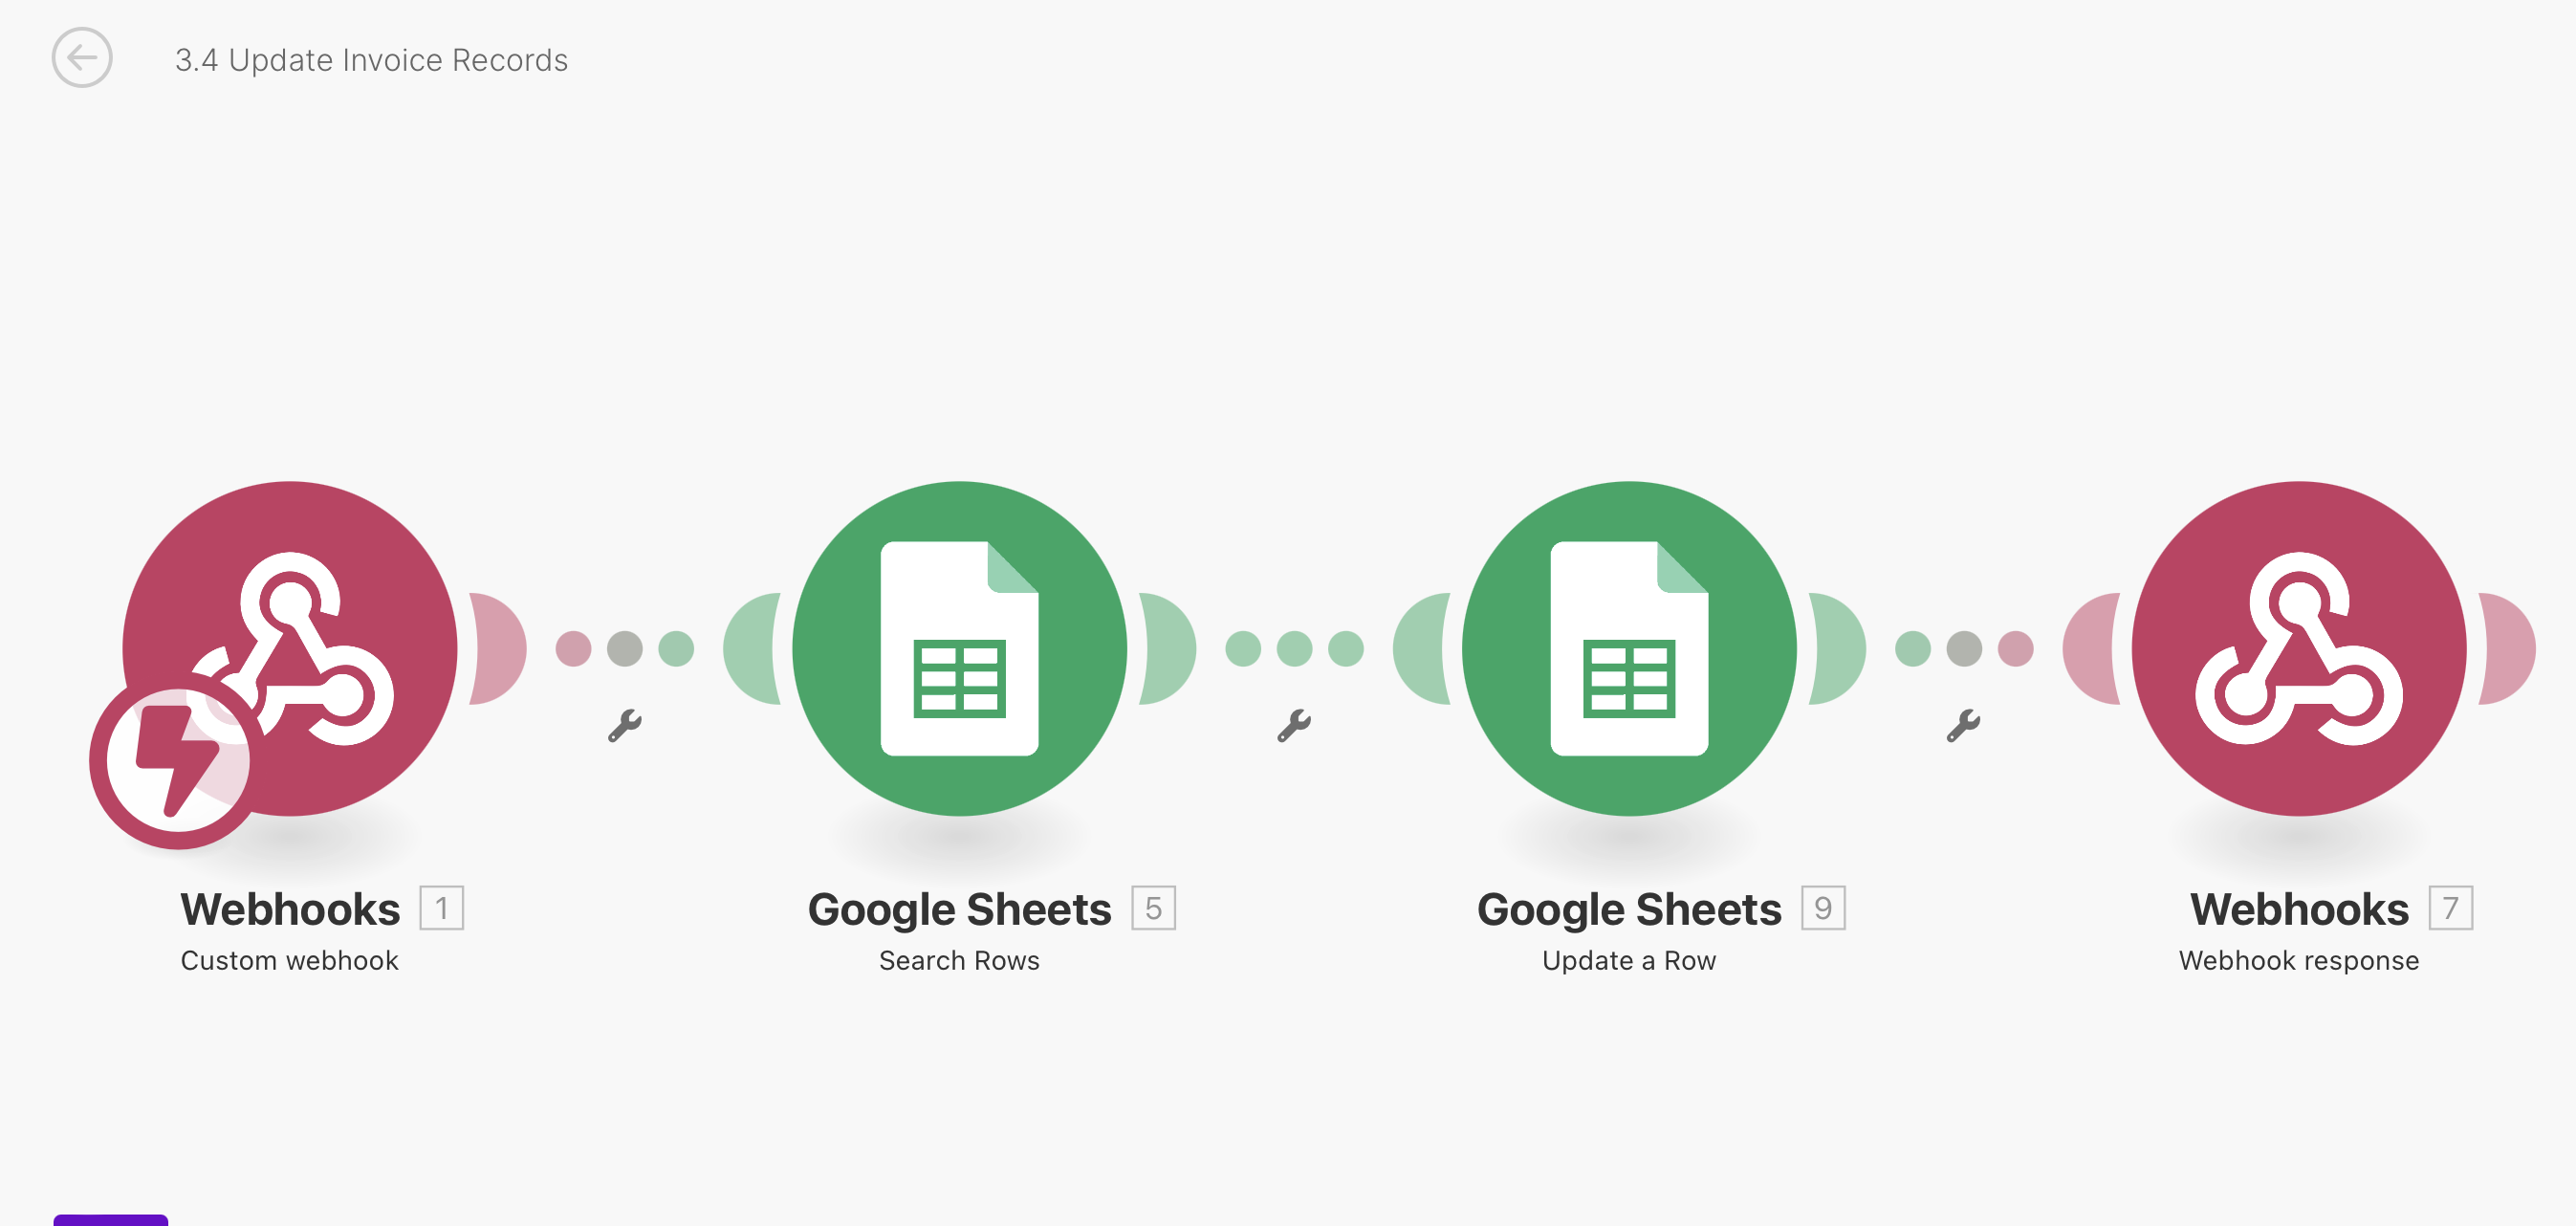 3.4 Update Invoice Records
Webhooks 1
Custom webhook
Google Sheets 5
Search Rows
Google Sheets 9
Update a Row
Webhooks 7
Webhook response